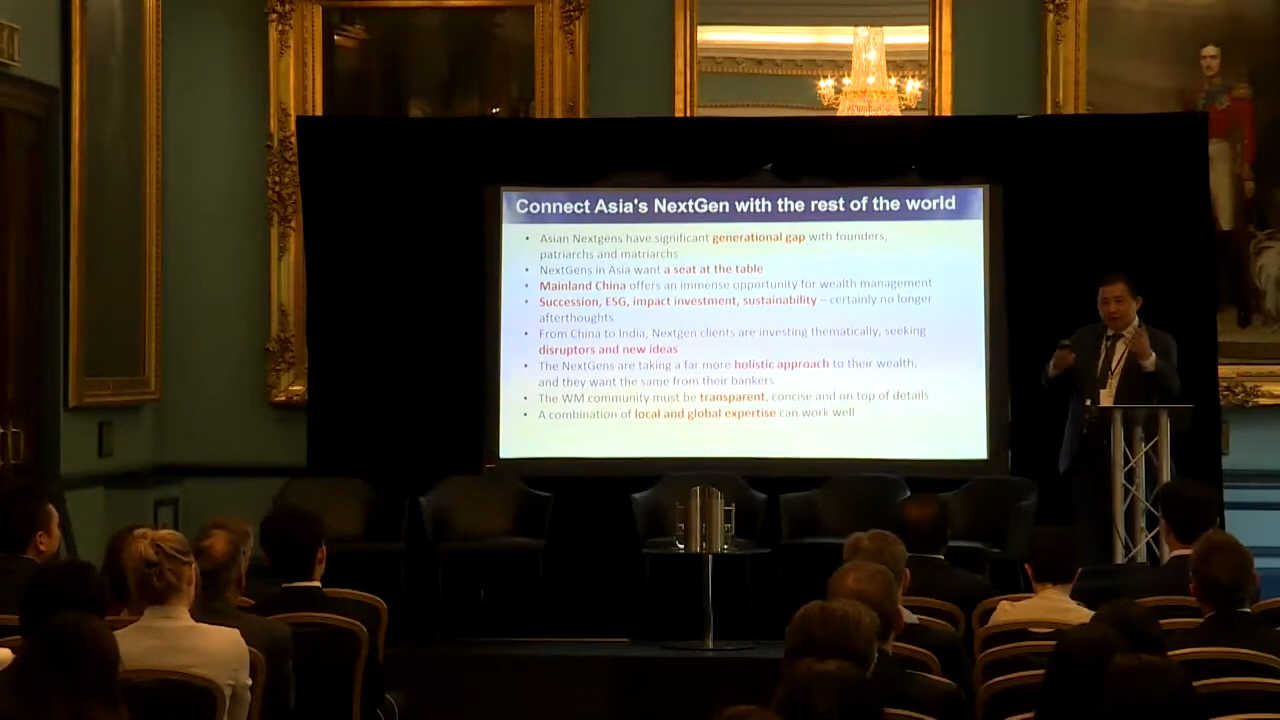 Connect Asia's NextGen with the rest of the world
• Asian Nextgens have significant generational gap with founders,
patriarchs and matriarchs
• NextGens in Asia want a seat at the table
• Mainland China offers an immense opportunity for wealth management
• Succession, ESG, impact investment, sustainability – certainly no longer
afterthoughts
• From China to India, Nextgen clients are investing thematically, seeking
disruptors and new ideas
• The NextGens are taking a far more holistic approach to their wealth,
and they want the same from their bankers
• The WM community must be transparent, concise and on top of details
• A combination of local and global expertise can work well